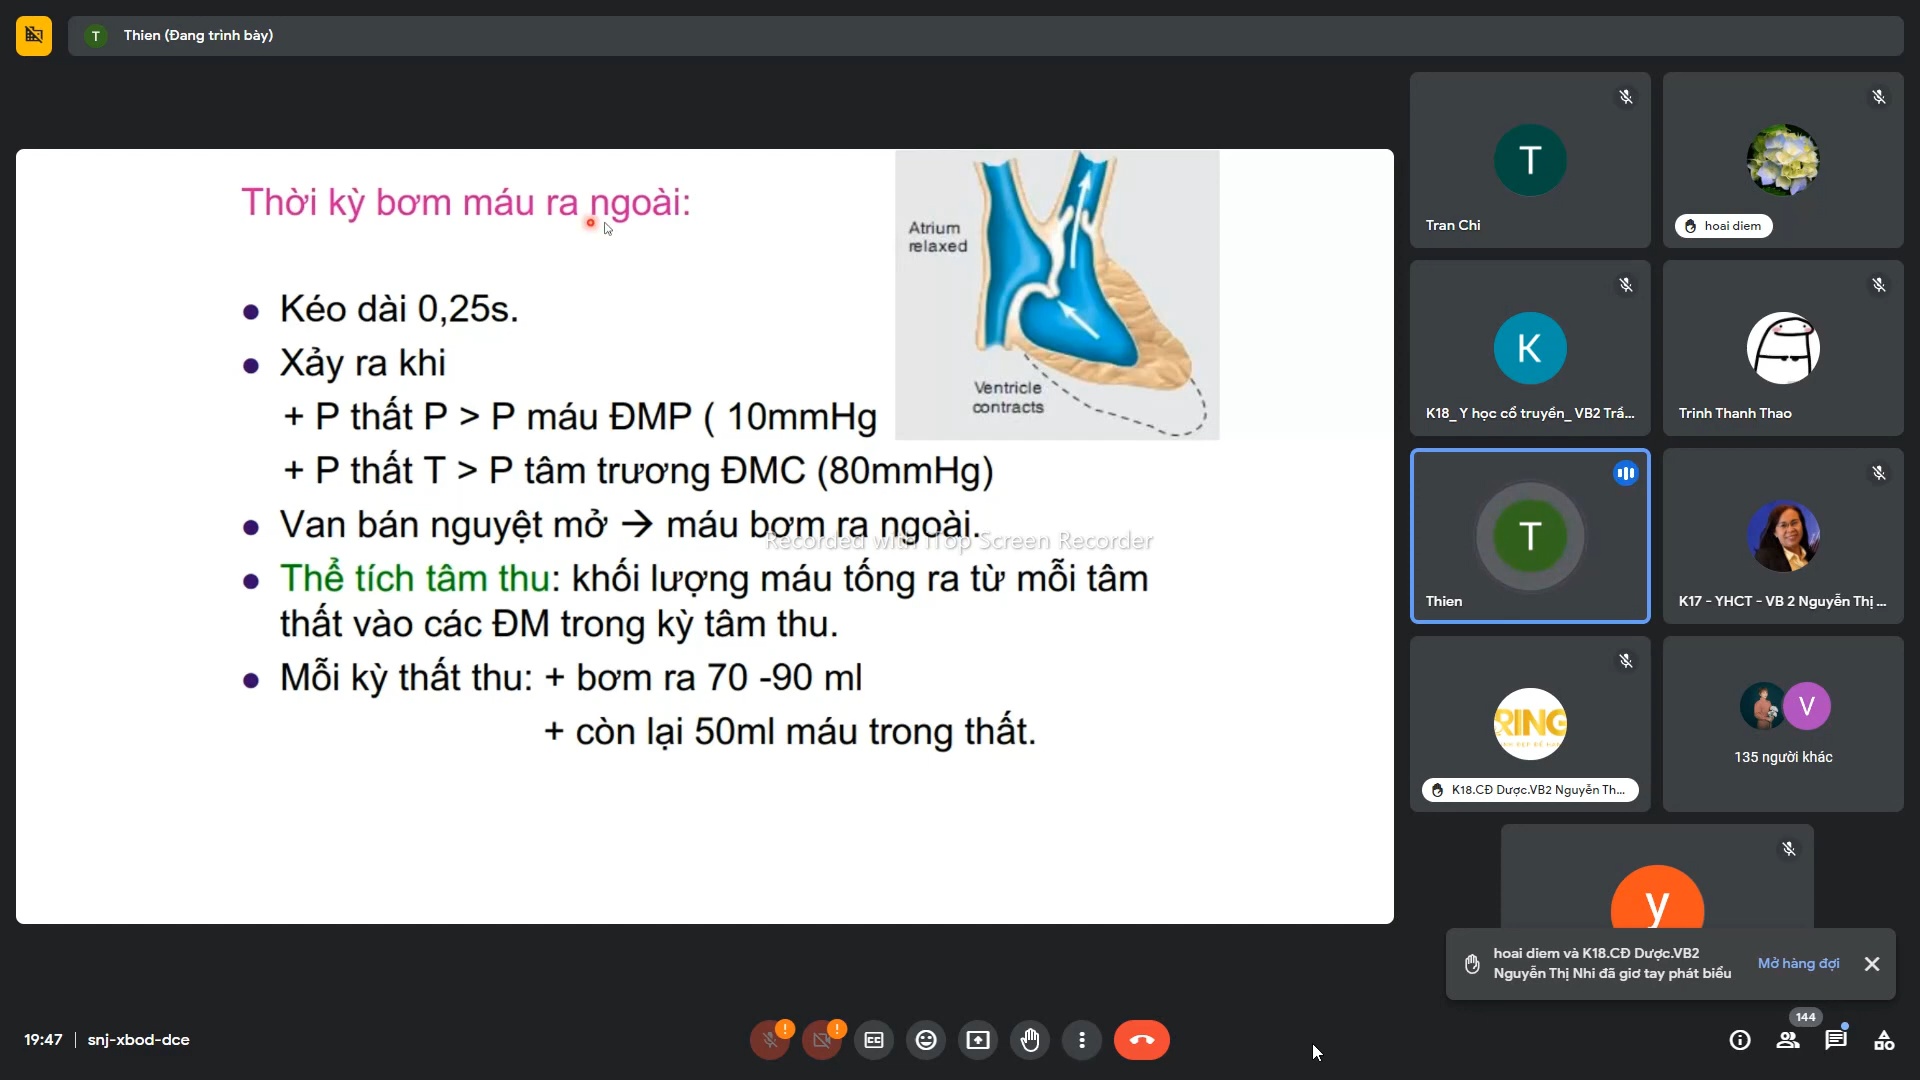 Thien (Đang trình bày)
Thời kỳ bơm máu ra ngoài:
Atrium
relaxed
Ventricle
contracts
Kéo dài 0,25s.
Xảy ra khi
+ P thất P > P máu ĐMP ( 10mmHg
+ P thất T > P tâm trương ĐMC (80mmHg)
Van bán nguyệt mở → máu bơm ra ngoài.
Recorded with iTop Screen Recorder
Thể tích tâm thu: khối lượng máu tống ra từ mỗi tâm
thất vào các ĐM trong kỳ tâm thu.
Mỗi kỳ thất thu: + bơm ra 70 -90 ml
+ còn lại 50ml máu trong thất.
T
Tran Chi
hoai diem
K
K18_ Y học cổ truyền_ VB2 Trầ...
Trinh Thanh Thao
T
Thien
K17 - YHCT - VB 2 Nguyễn Thị ...
RING
K18.CĐ Dược.VB2 Nguyễn Th...
V
135 người khác
y
hoai diem và K18.CĐ Dược.VB2
Nguyễn Thị Nhi đã giơ tay phát biểu
Mở hàng đợi
19:47 | snj-xbod-dce
144